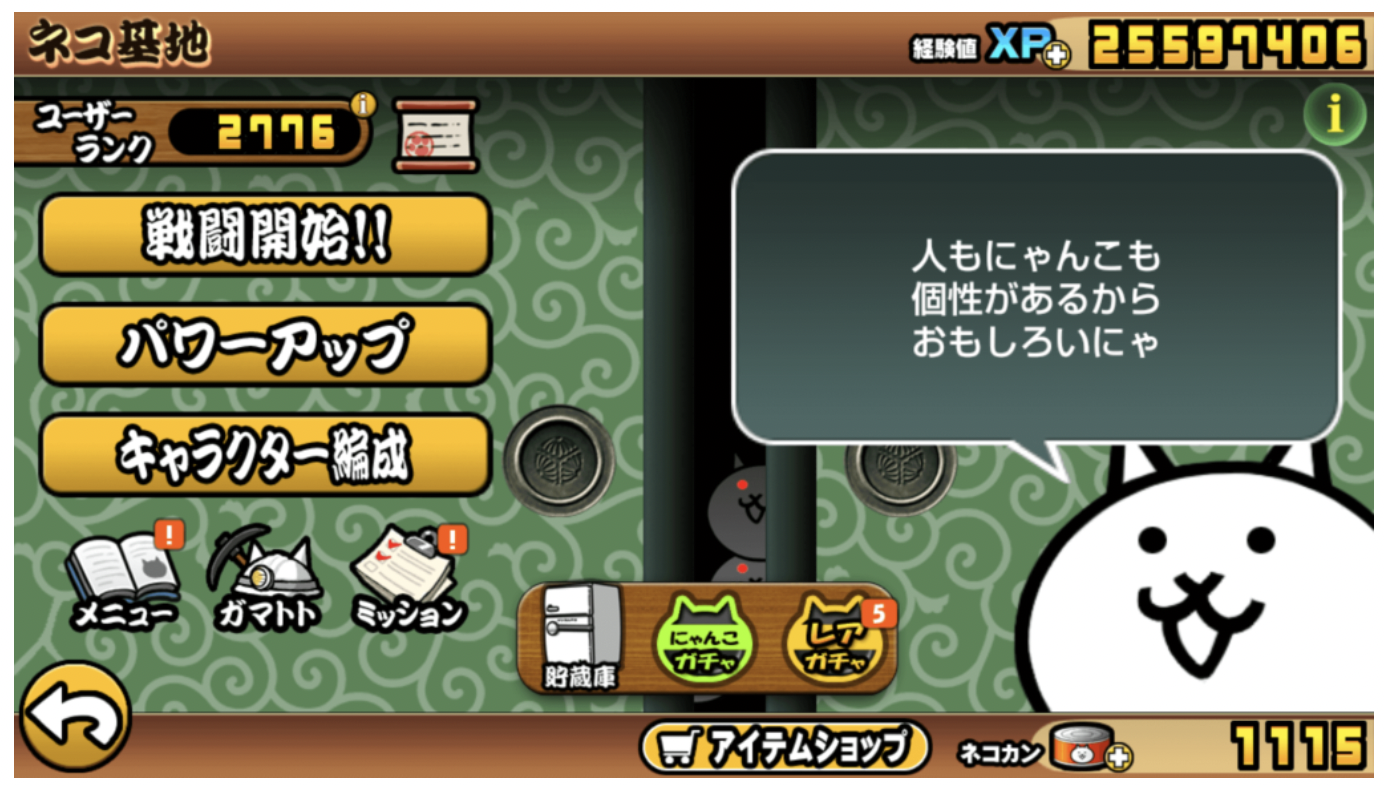 ネコ基地
経験値 XP 25597406
ユーザー
ランク
2776
i
i
戦闘開始!!
パワーアップ
キャラクター編成
人もにゃんこも
個性があるから
おもしろいにゃ
!
メニュー
ガマトト
!
ミッション
貯蔵庫
にゃんこ
ガチャ
レア
ガチャ
5
アイテムショップ
ネコカン
1115